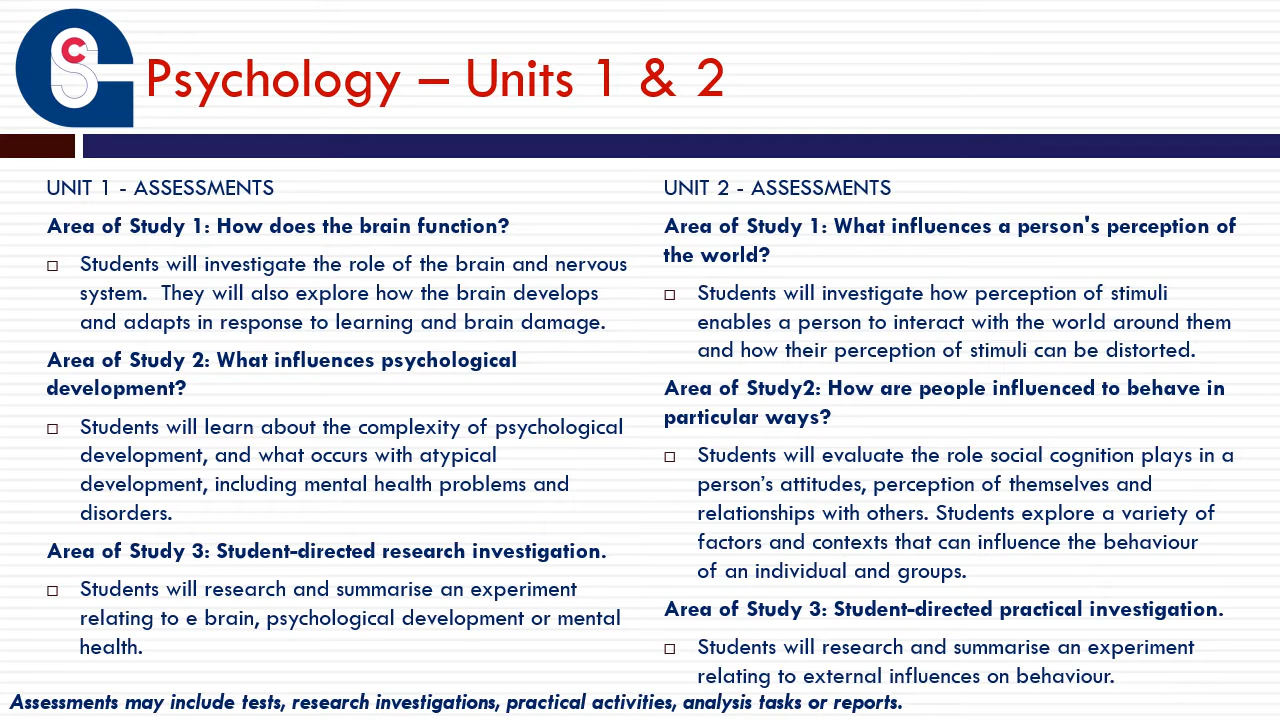 CS
Psychology – Units 1 & 2
UNIT 1 - ASSESSMENTS
Area of Study 1: How does the brain function?
Students will investigate the role of the brain and nervous
system.  They will also explore how the brain develops
and adapts in response to learning and brain damage.
Area of Study 2: What influences psychological
development?
Students will learn about the complexity of psychological
development, and what occurs with atypical
development, including mental health problems and
disorders.
Area of Study 3: Student-directed research investigation.
Students will research and summarise an experiment
relating to e brain, psychological development or mental
health.
UNIT 2 - ASSESSMENTS
Area of Study 1: What influences a person's perception of
the world?
Students will investigate how perception of stimuli
enables a person to interact with the world around them
and how their perception of stimuli can be distorted.
Area of Study2: How are people influenced to behave in
particular ways?
Students will evaluate the role social cognition plays in a
person’s attitudes, perception of themselves and
relationships with others. Students explore a variety of
factors and contexts that can influence the behaviour
of an individual and groups.
Area of Study 3: Student-directed practical investigation.
Students will research and summarise an experiment
relating to external influences on behaviour.
Assessments may include tests, research investigations, practical activities, analysis tasks or reports.